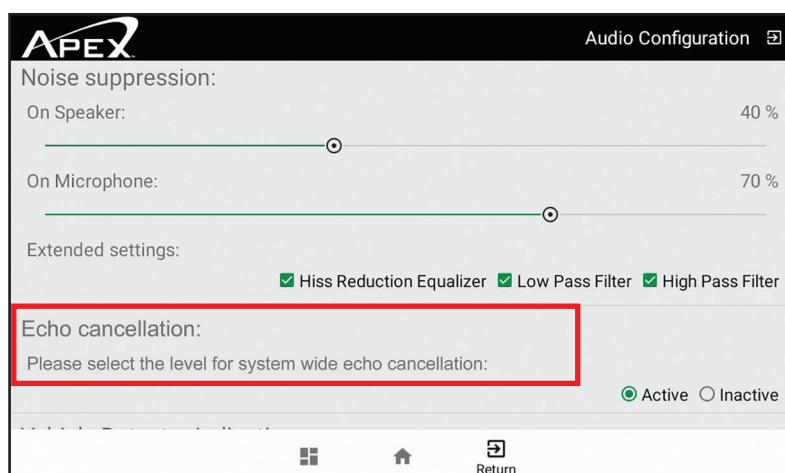 APEX
Audio Configuration
Noise suppression:
On Speaker: 40 %
On Microphone: 70 %
Extended settings:
Hiss Reduction Equalizer Low Pass Filter High Pass Filter
Echo cancellation:
Please select the level for system wide echo cancellation:
Active Inactive
Return